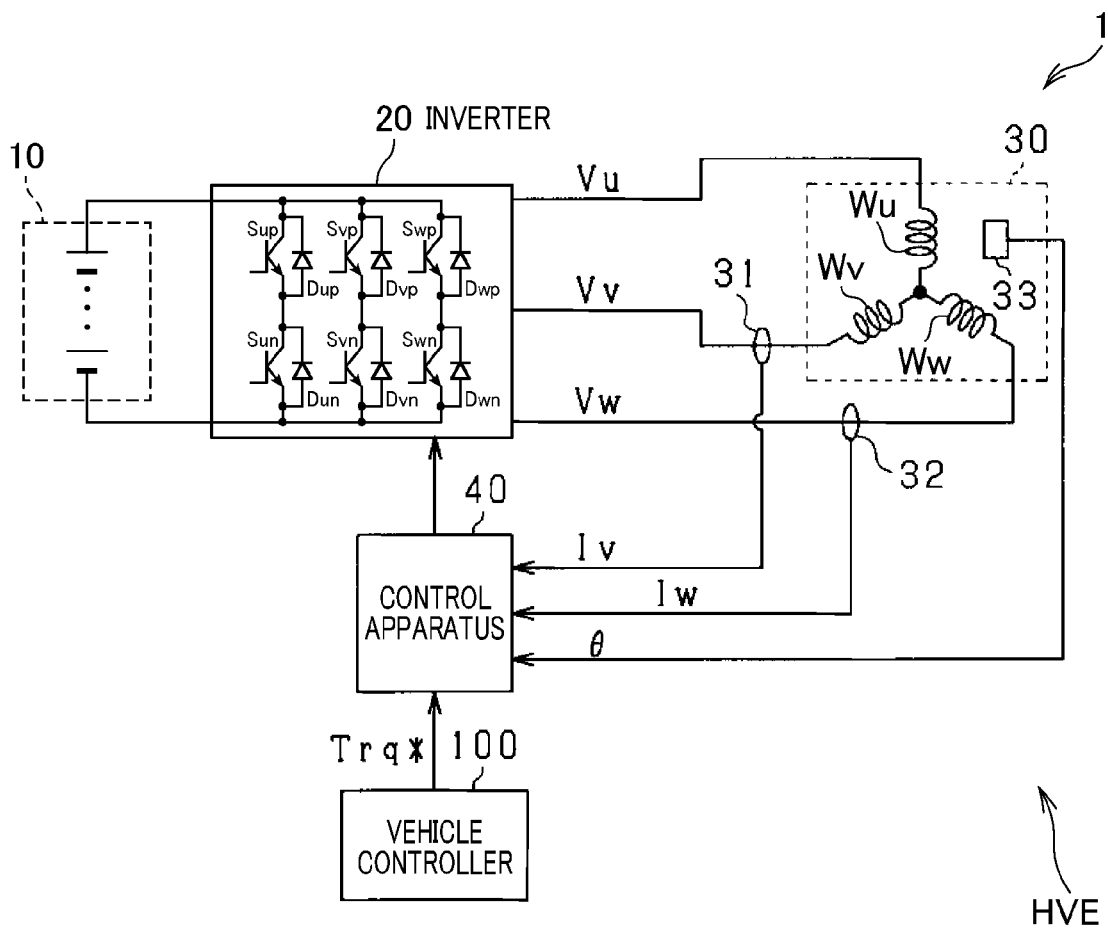 1
20 INVERTER
10
30
Vu
Wu
Sup
Svp
Swp
Dup
Dvp
Dwp
33
Vv
31
Wv
Ww
Sun
Svn
Swn
Dun
Dvn
Dwn
Vw
32
40
Iv
CONTROL
APPARATUS
Iw
θ
Trq*
100
VEHICLE
CONTROLLER
HVE